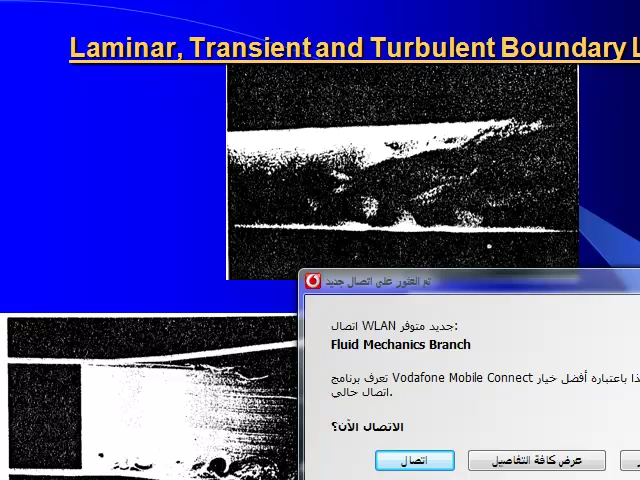 Laminar, Transient and Turbulent Boundary L
تم العثور على اتصال جديد
اتصال WLAN جديد متوفر:
Fluid Mechanics Branch
تعرف برنامج Vodafone Mobile Connect باعتباره أفضل خيار
اتصال حالي.
الاتصال الآن؟
اتصال
عرض كافة التفاصيل